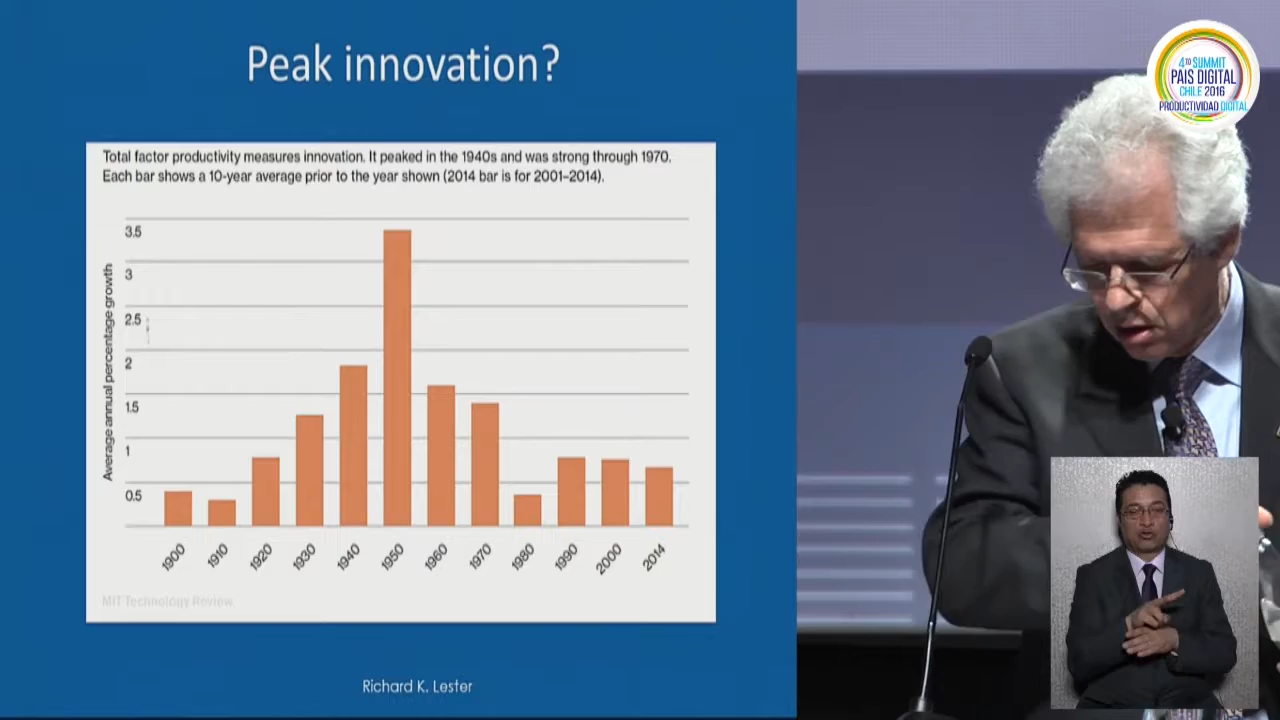 Peak innovation?
Total factor productivity measures innovation. It peaked in the 1940s and was strong through 1970.
Each bar shows a 10-year average prior to the year shown (2014 bar is for 2001–2014).
Average annual percentage growth
3.5
3
2.5
2
1.5
1
0.5
1900
1910
1920
1930
1940
1950
1960
1970
1980
1990
2000
2014
MIT Technology Review
Richard K. Lester
4TO SUMMIT
PAÍS DIGITAL
CHILE 2016
PRODUCTIVIDAD DIGITAL